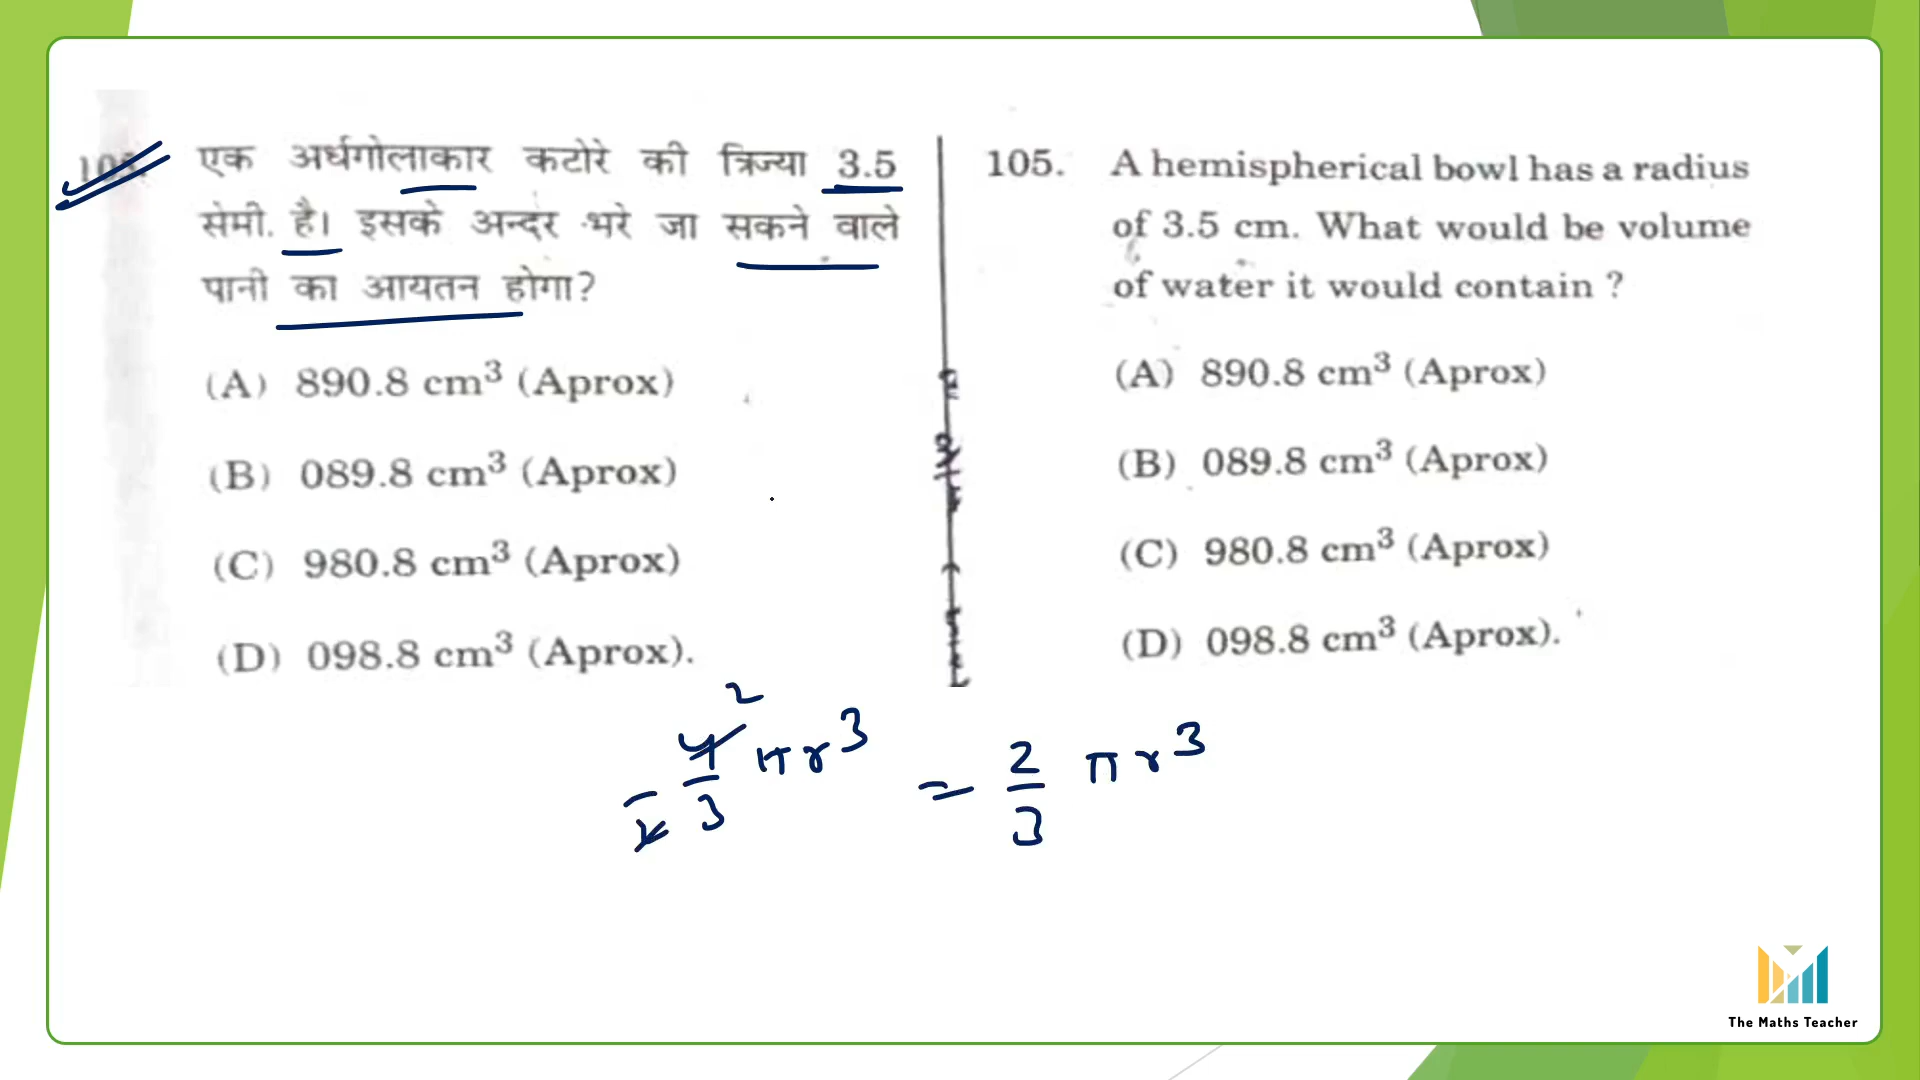 एक अर्धगोलाकार कटोरे की त्रिज्या 3.5
सेमी. है। इसके अन्दर भरे जा सकने वाले
पानी का आयतन होगा?
(A) 890.8 cm³ (Aprox)
(B) 089.8 cm³ (Aprox)
(C) 980.8 cm³ (Aprox)
(D) 098.8 cm³ (Aprox).
105. A hemispherical bowl has a radius
of 3.5 cm. What would be volume
of water it would contain ?
(A) 890.8 cm³ (Aprox)
(B) 089.8 cm³ (Aprox)
(C) 980.8 cm³ (Aprox)
(D) 098.8 cm³ (Aprox).
2
4/3 πr³ = 2/3 πr³
The Maths Teacher